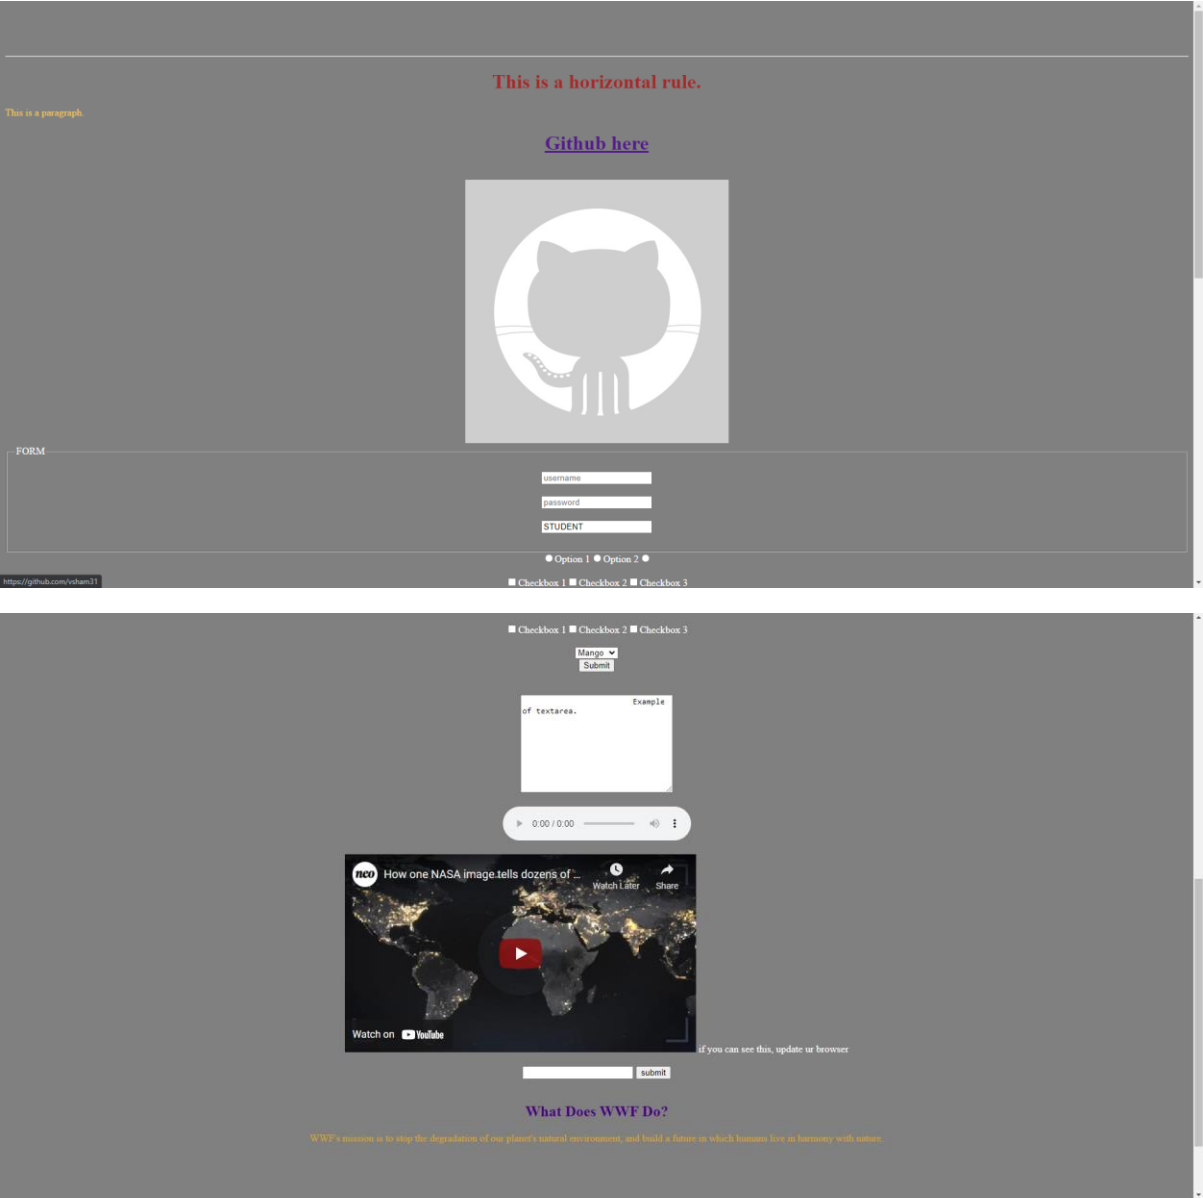 This is a horizontal rule.
This is a paragraph.
Github here
FORM
username
password
STUDENT
Option 1 Option 2
https://github.com/vsham31
Checkbox 1 Checkbox 2 Checkbox 3
Checkbox 1 Checkbox 2 Checkbox 3
Mango
Submit
Example
of textarea.
0:00 / 0:00
neo How one NASA image tells dozens of ...
Watch Later Share
Watch on YouTube
if you can see this, update ur browser
submit
What Does WWF Do?
WWF's mission is to stop the degradation of our planet's natural environment, and build a future in which humans live in harmony with nature.